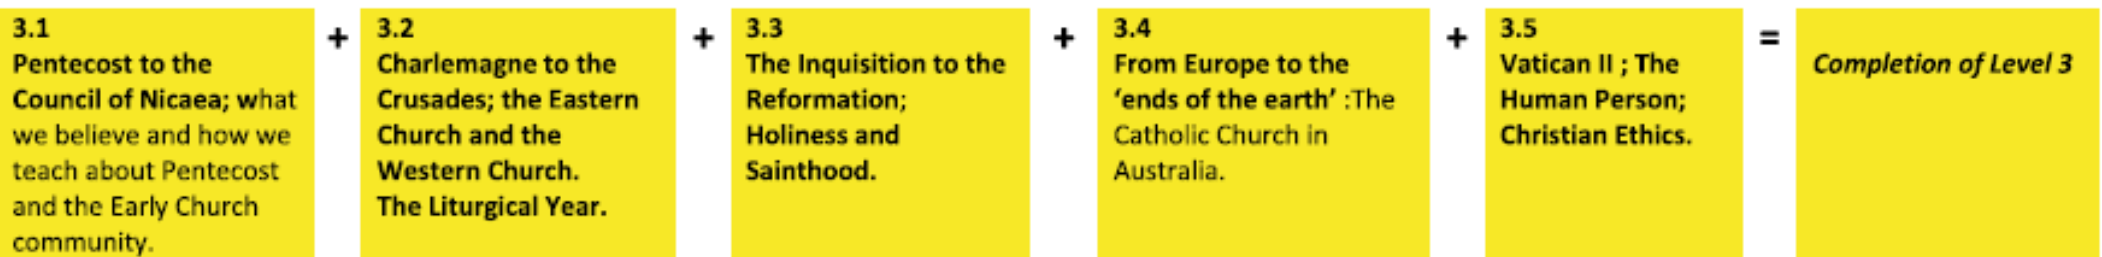 3.1
Pentecost to the
Council of Nicaea; what
we believe and how we
teach about Pentecost
and the Early Church
community.
+
3.2
Charlemagne to the
Crusades; the Eastern
Church and the
Western Church.
The Liturgical Year.
+
3.3
The Inquisition to the
Reformation;
Holiness and
Sainthood.
+
3.4
From Europe to the
‘ends of the earth’ :The
Catholic Church in
Australia.
+
3.5
Vatican II ; The
Human Person;
Christian Ethics.
=
Completion of Level 3